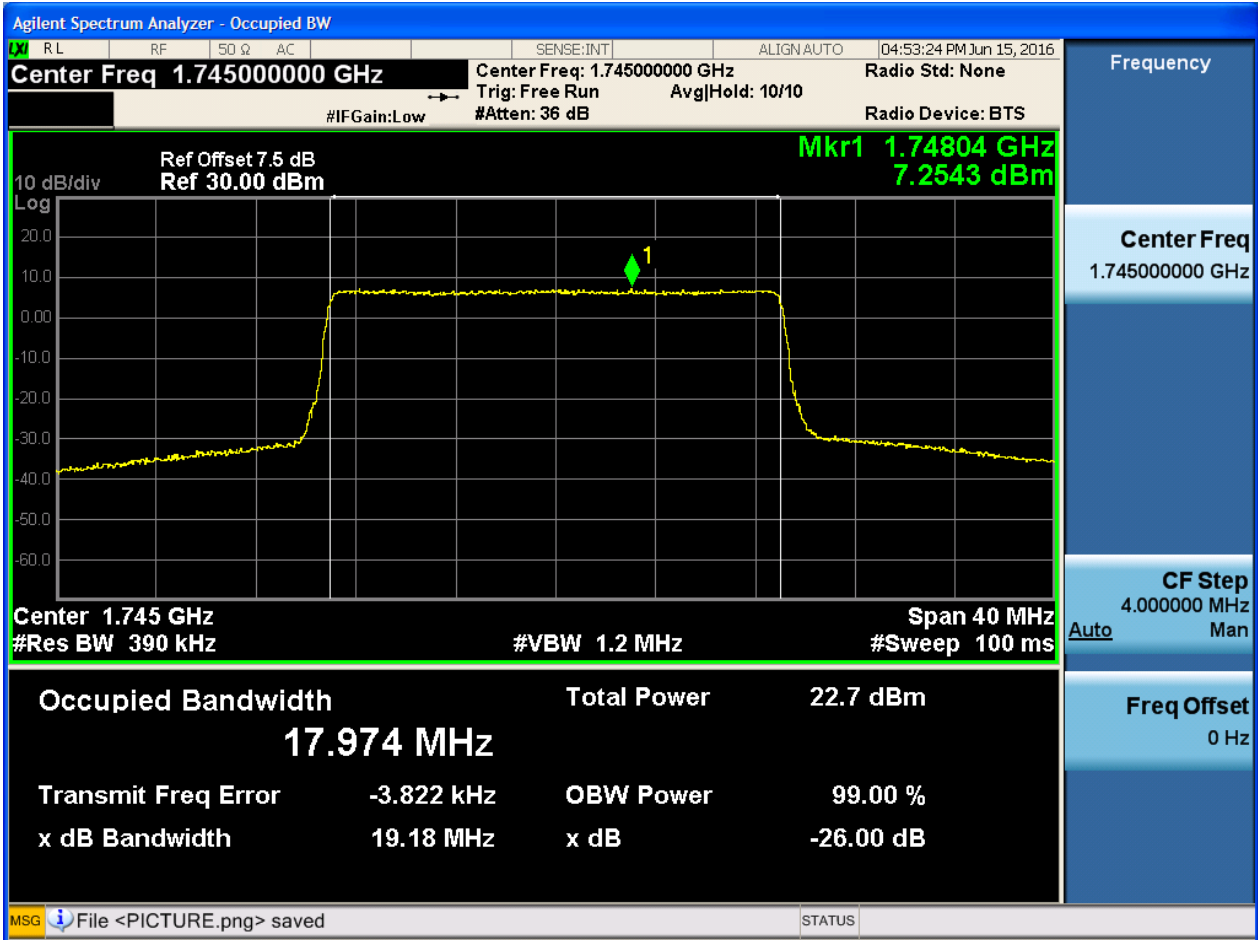 Agilent Spectrum Analyzer - Occupied BW
LXI RL RF 50 Ω AC SENSE:INT ALIGN AUTO 04:53:24 PM Jun 15, 2016
Center Freq 1.745000000 GHz
Center Freq: 1.745000000 GHz Radio Std: None
Trig: Free Run Avg|Hold: 10/10
#IFGain:Low #Atten: 36 dB Radio Device: BTS
Mkr1 1.74804 GHz
7.2543 dBm
Ref Offset 7.5 dB
10 dB/div Ref 30.00 dBm
Log
20.0
10.0
0.00
-10.0
-20.0
-30.0
-40.0
-50.0
-60.0
1
Center 1.745 GHz Span 40 MHz
#Res BW 390 kHz #VBW 1.2 MHz #Sweep 100 ms
Occupied Bandwidth Total Power 22.7 dBm
17.974 MHz
Transmit Freq Error -3.822 kHz OBW Power 99.00 %
x dB Bandwidth 19.18 MHz x dB -26.00 dB
Frequency
Center Freq
1.745000000 GHz
CF Step
4.000000 MHz
Auto Man
Freq Offset
0 Hz
MSG File <PICTURE.png> saved STATUS